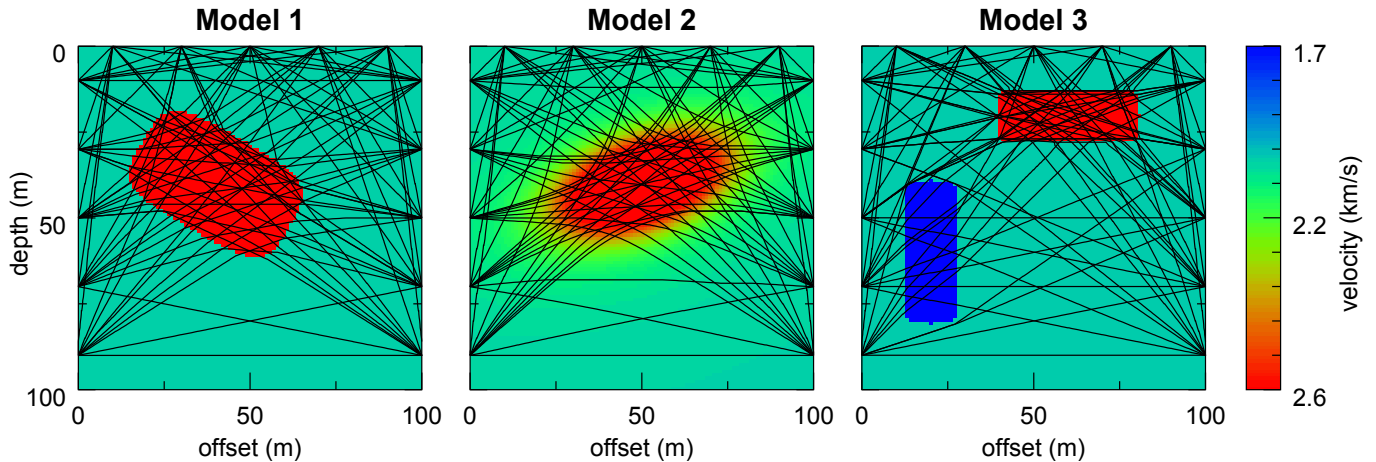 Model 1
Model 2
Model 3
0
50
100
depth (m)
0 50 100
offset (m)
0 50 100
offset (m)
0 50 100
offset (m)
1.7
2.2
2.6
velocity (km/s)